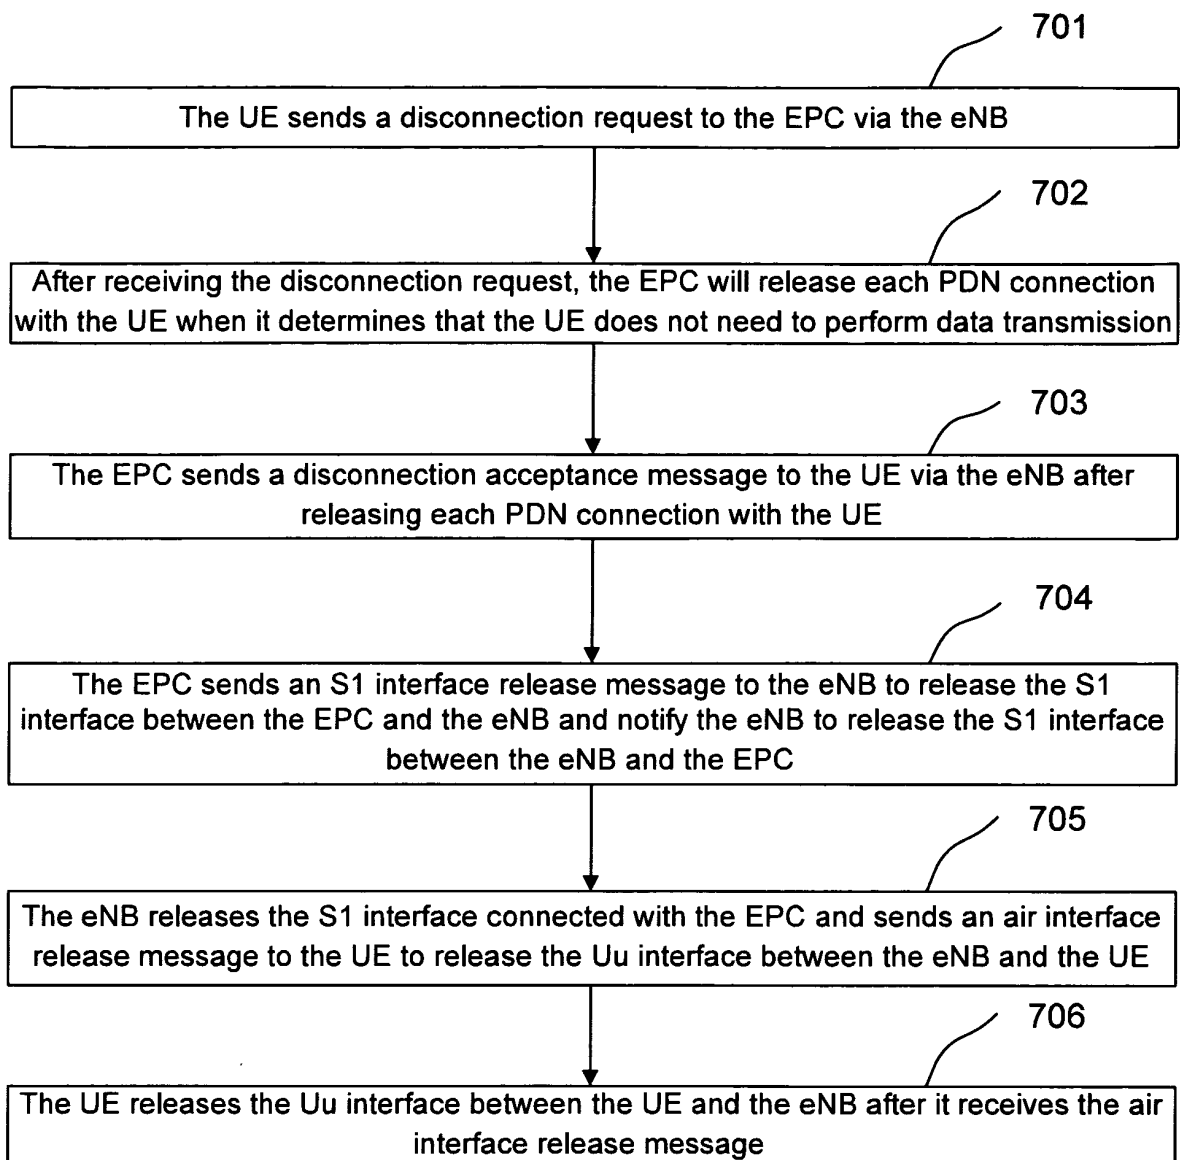 701
The UE sends a disconnection request to the EPC via the eNB
702
After receiving the disconnection request, the EPC will release each PDN connection
with the UE when it determines that the UE does not need to perform data transmission
703
The EPC sends a disconnection acceptance message to the UE via the eNB after
releasing each PDN connection with the UE
704
The EPC sends an S1 interface release message to the eNB to release the S1
interface between the EPC and the eNB and notify the eNB to release the S1 interface
between the eNB and the EPC
705
The eNB releases the S1 interface connected with the EPC and sends an air interface
release message to the UE to release the Uu interface between the eNB and the UE
706
The UE releases the Uu interface between the UE and the eNB after it receives the air
interface release message